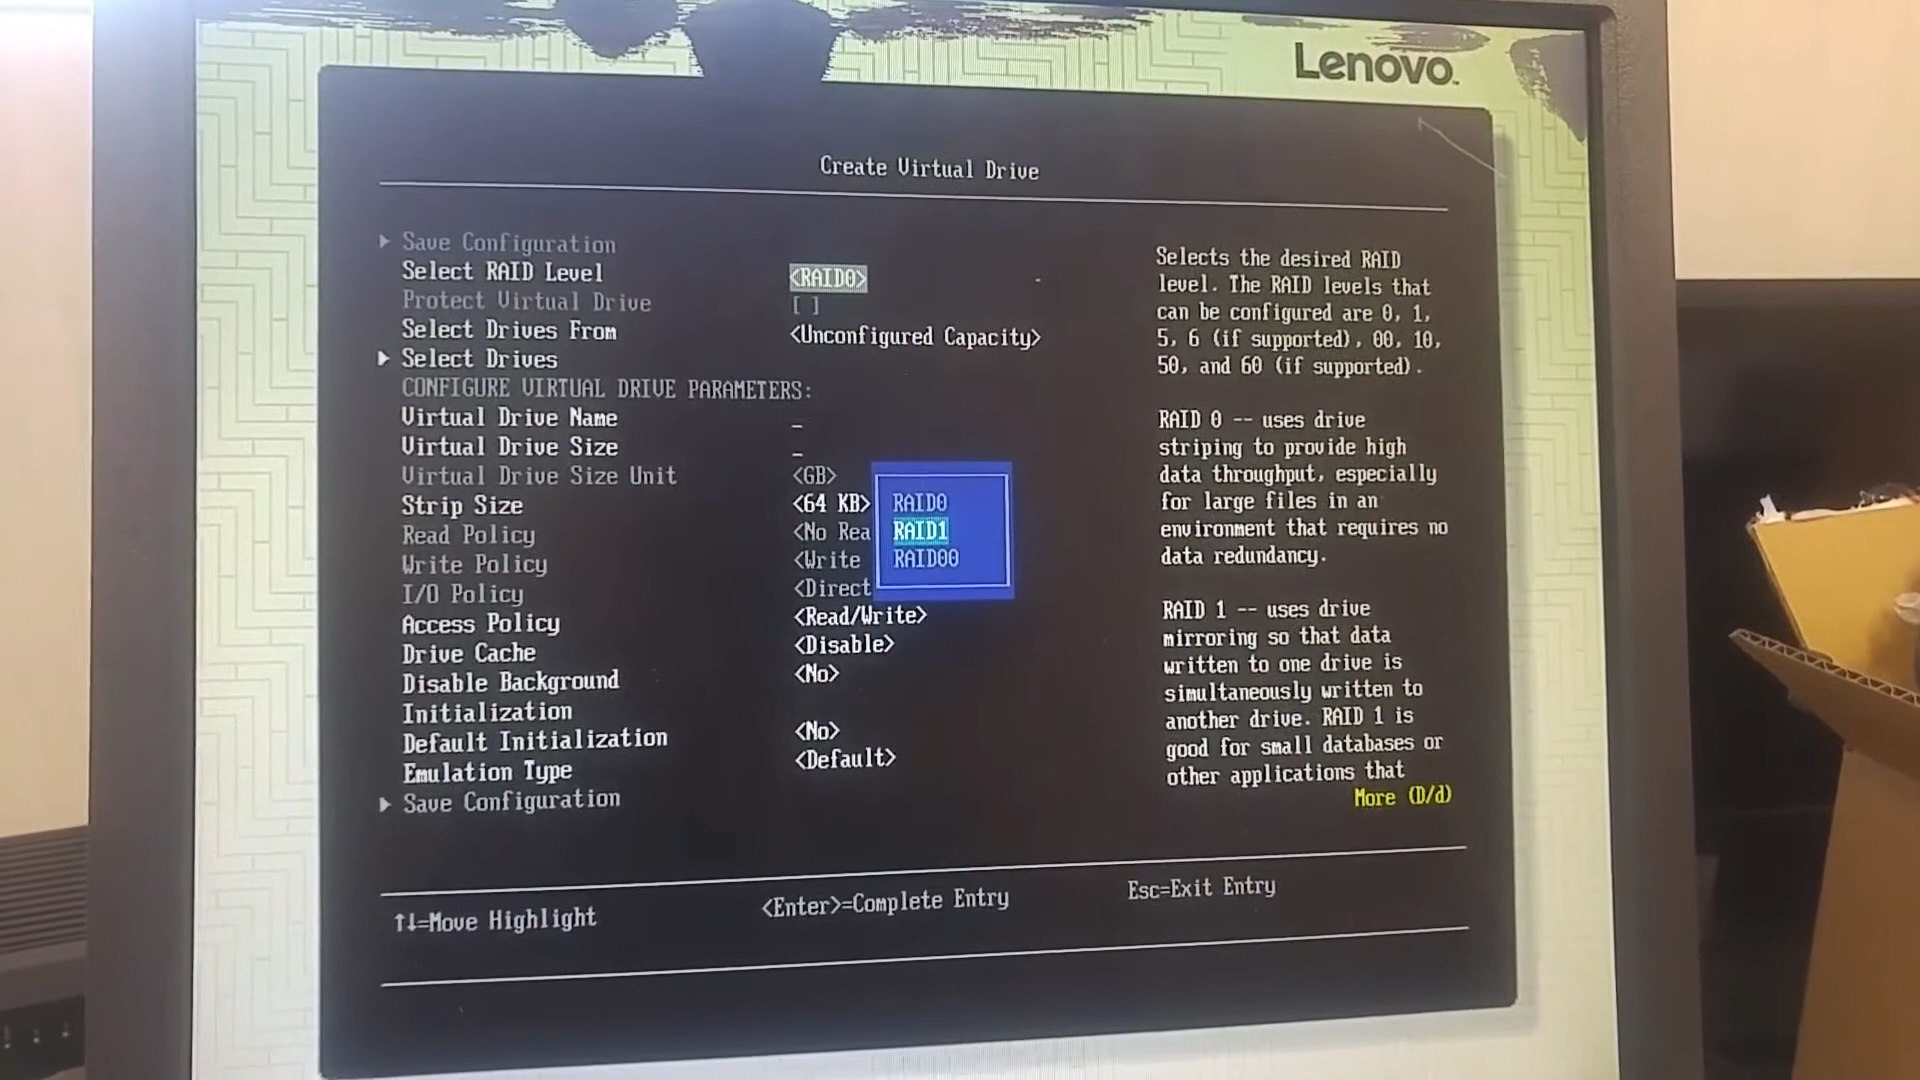 Lenovo
Create Virtual Drive
Save Configuration
Select RAID Level <RAID0>
Protect Virtual Drive [ ]
Select Drives From <Unconfigured Capacity>
Select Drives
CONFIGURE VIRTUAL DRIVE PARAMETERS:
Virtual Drive Name _
Virtual Drive Size _
Virtual Drive Size Unit <GB>
Strip Size <64 KB>
Read Policy <No Rea
Write Policy <Write
I/O Policy <Direct
Access Policy <Read/Write>
Drive Cache <Disable>
Disable Background <No>
Initialization
Default Initialization <No>
Emulation Type <Default>
Save Configuration
RAID0
RAID1
RAID00
Selects the desired RAID
level. The RAID levels that
can be configured are 0, 1,
5, 6 (if supported), 00, 10,
50, and 60 (if supported).
RAID 0 -- uses drive
striping to provide high
data throughput, especially
for large files in an
environment that requires no
data redundancy.
RAID 1 -- uses drive
mirroring so that data
written to one drive is
simultaneously written to
another drive. RAID 1 is
good for small databases or
other applications that
More (D/d)
↑↓=Move Highlight
<Enter>=Complete Entry
Esc=Exit Entry